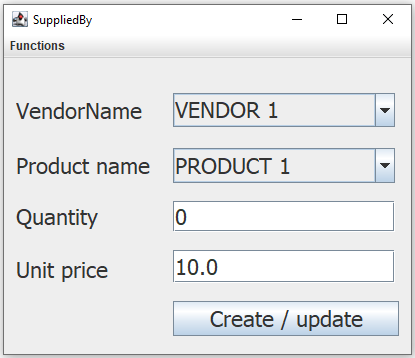 SuppliedBy
Functions
VendorName VENDOR 1
Product name PRODUCT 1
Quantity 0
Unit price 10.0
Create / update